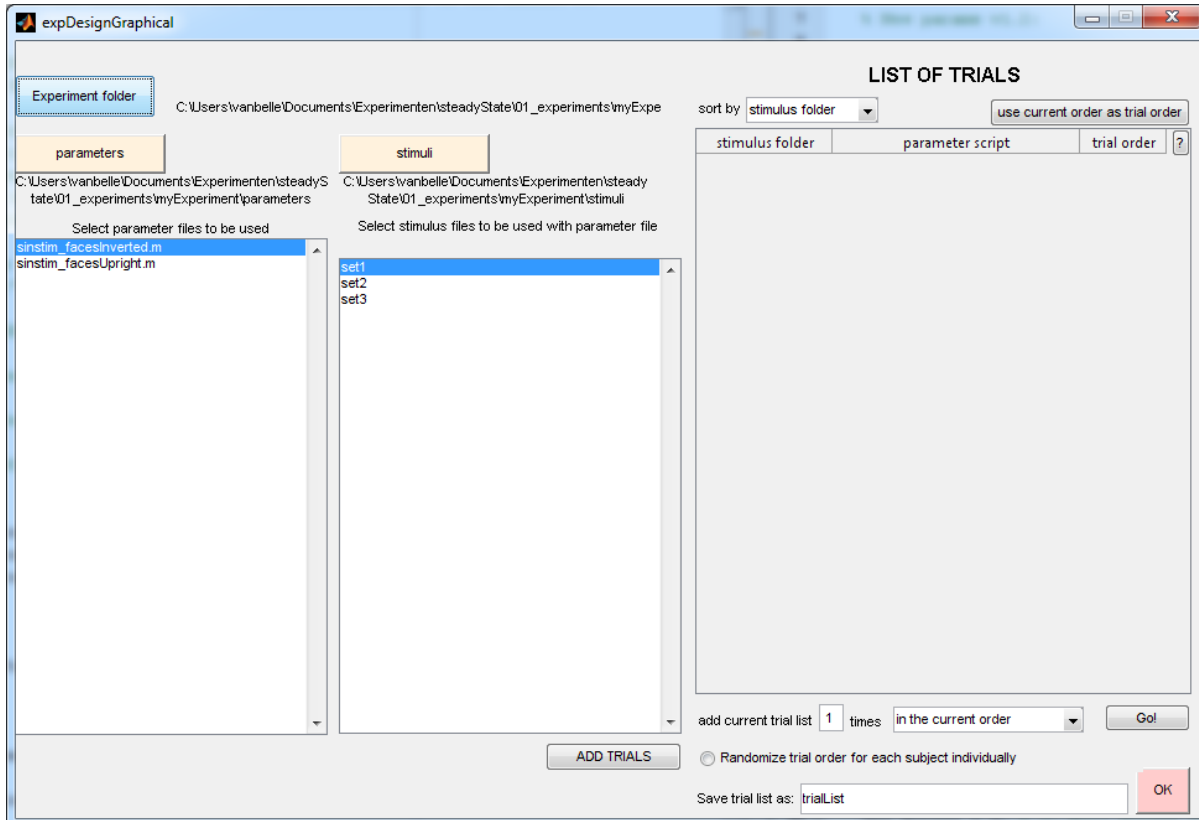 expDesignGraphical
Experiment folder
C:\Users\vanbelle\Documents\Experimenten\steadyState\01_experiments\myExpe
parameters
C:\Users\vanbelle\Documents\Experimenten\steadyS
tate\01_experiments\myExperiment\parameters
Select parameter files to be used
sinstim_facesInverted.m
sinstim_facesUpright.m
stimuli
C:\Users\vanbelle\Documents\Experimenten\steady
State\01_experiments\myExperiment\stimuli
Select stimulus files to be used with parameter file
set1
set2
set3
ADD TRIALS
LIST OF TRIALS
sort by stimulus folder
use current order as trial order
stimulus folder parameter script trial order ?
add current trial list 1 times in the current order Go!
Randomize trial order for each subject individually
Save trial list as: trialList
OK